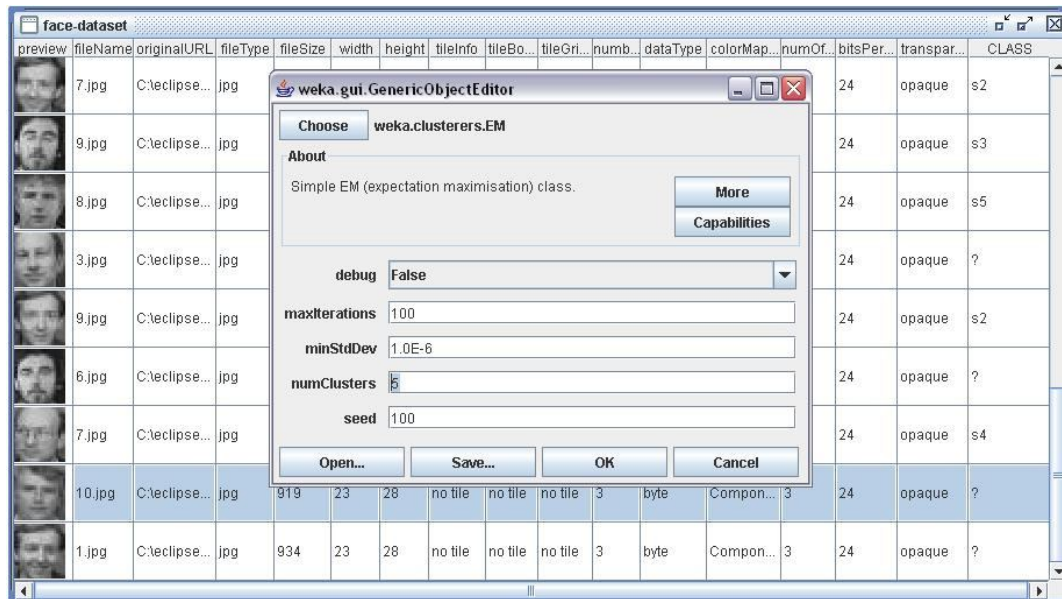 face-dataset
preview fileName originalURL fileType fileSize width height tileInfo tileBo... tileGri... numb... dataType colorMap... numOf... bitsPer... transpar... CLASS
7.jpg C:\eclipse... jpg 24 opaque s2
weka.gui.GenericObjectEditor
Choose weka.clusterers.EM
About
9.jpg C:\eclipse... jpg 24 opaque s3
Simple EM (expectation maximisation) class.
More
8.jpg C:\eclipse... jpg 24 opaque s5
Capabilities
3.jpg C:\eclipse... jpg 24 opaque ?
debug False
maxIterations 100
9.jpg C:\eclipse... jpg 24 opaque s2
minStdDev 1.0E-6
6.jpg C:\eclipse... jpg 24 opaque ?
numClusters 5
seed 100
7.jpg C:\eclipse... jpg 24 opaque s4
Open... Save... OK Cancel
10.jpg C:\eclipse... jpg 919 23 28 no tile no tile no tile 3 byte Compon... 3 24 opaque ?
1.jpg C:\eclipse... jpg 934 23 28 no tile no tile no tile 3 byte Compon... 3 24 opaque ?